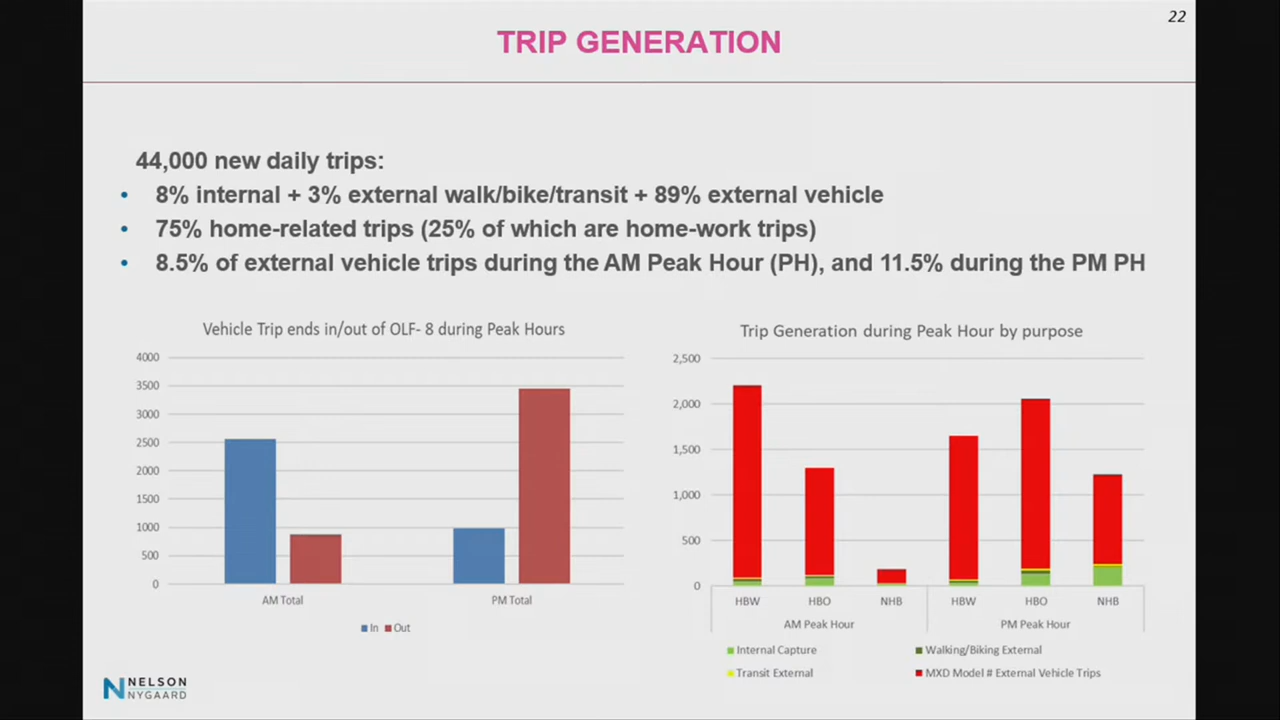 22
TRIP GENERATION
44,000 new daily trips:
• 8% internal + 3% external walk/bike/transit + 89% external vehicle
• 75% home-related trips (25% of which are home-work trips)
• 8.5% of external vehicle trips during the AM Peak Hour (PH), and 11.5% during the PM PH
Vehicle Trip ends in/out of OLF- 8 during Peak Hours
4000
3500
3000
2500
2000
1500
1000
500
0
AM Total PM Total
In Out
Trip Generation during Peak Hour by purpose
2,500
2,000
1,500
1,000
500
0
HBW HBO NHB HBW HBO NHB
AM Peak Hour PM Peak Hour
Internal Capture Walking/Biking External
Transit External MXD Model # External Vehicle Trips
NELSON
NYGAARD